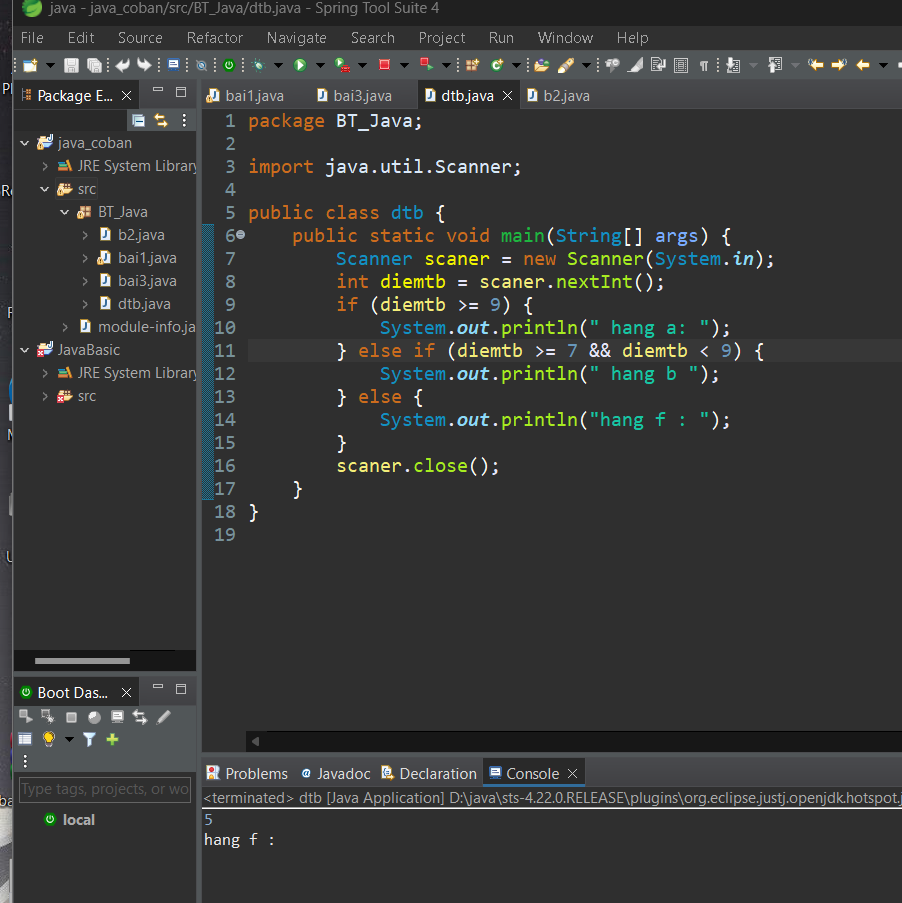 java - java_coban/src/BT_Java/dtb.java - Spring Tool Suite 4
File Edit Source Refactor Navigate Search Project Run Window Help
Package E...
java_coban
JRE System Library
src
BT_Java
b2.java
bai1.java
bai3.java
dtb.java
module-info.ja
JavaBasic
JRE System Library
src
bai1.java bai3.java dtb.java b2.java
1 package BT_Java;
2
3 import java.util.Scanner;
4
5 public class dtb {
6 public static void main(String[] args) {
7 Scanner scaner = new Scanner(System.in);
8 int diemtb = scaner.nextInt();
9 if (diemtb >= 9) {
10 System.out.println(" hang a: ");
11 } else if (diemtb >= 7 && diemtb < 9) {
12 System.out.println(" hang b ");
13 } else {
14 System.out.println("hang f : ");
15 }
16 scaner.close();
17 }
18 }
19
Boot Das...
Type tags, projects, or wo
local
Problems Javadoc Declaration Console
<terminated> dtb [Java Application] D:\java\sts-4.22.0.RELEASE\plugins\org.eclipse.justj.openjdk.hotspot.j
5
hang f :